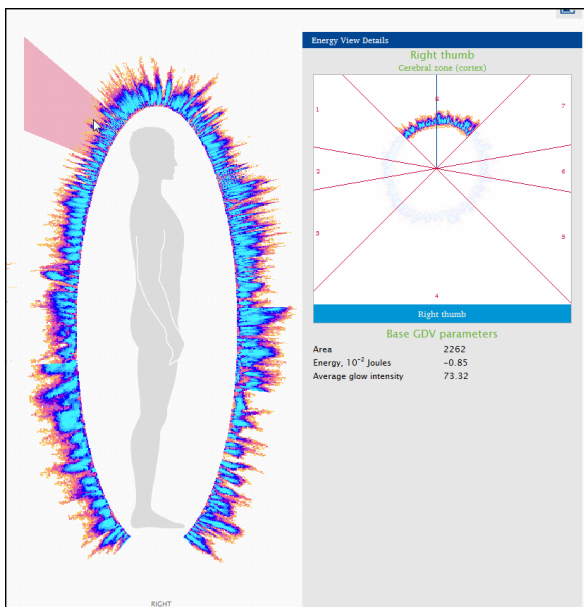 Energy View Details
Right thumb
Cerebral zone (cortex)
8
1
7
2
6
3
5
4
Right thumb
Base GDV parameters
Area 2262
Energy, 10⁻² Joules -0.85
Average glow intensity 73.32
RIGHT